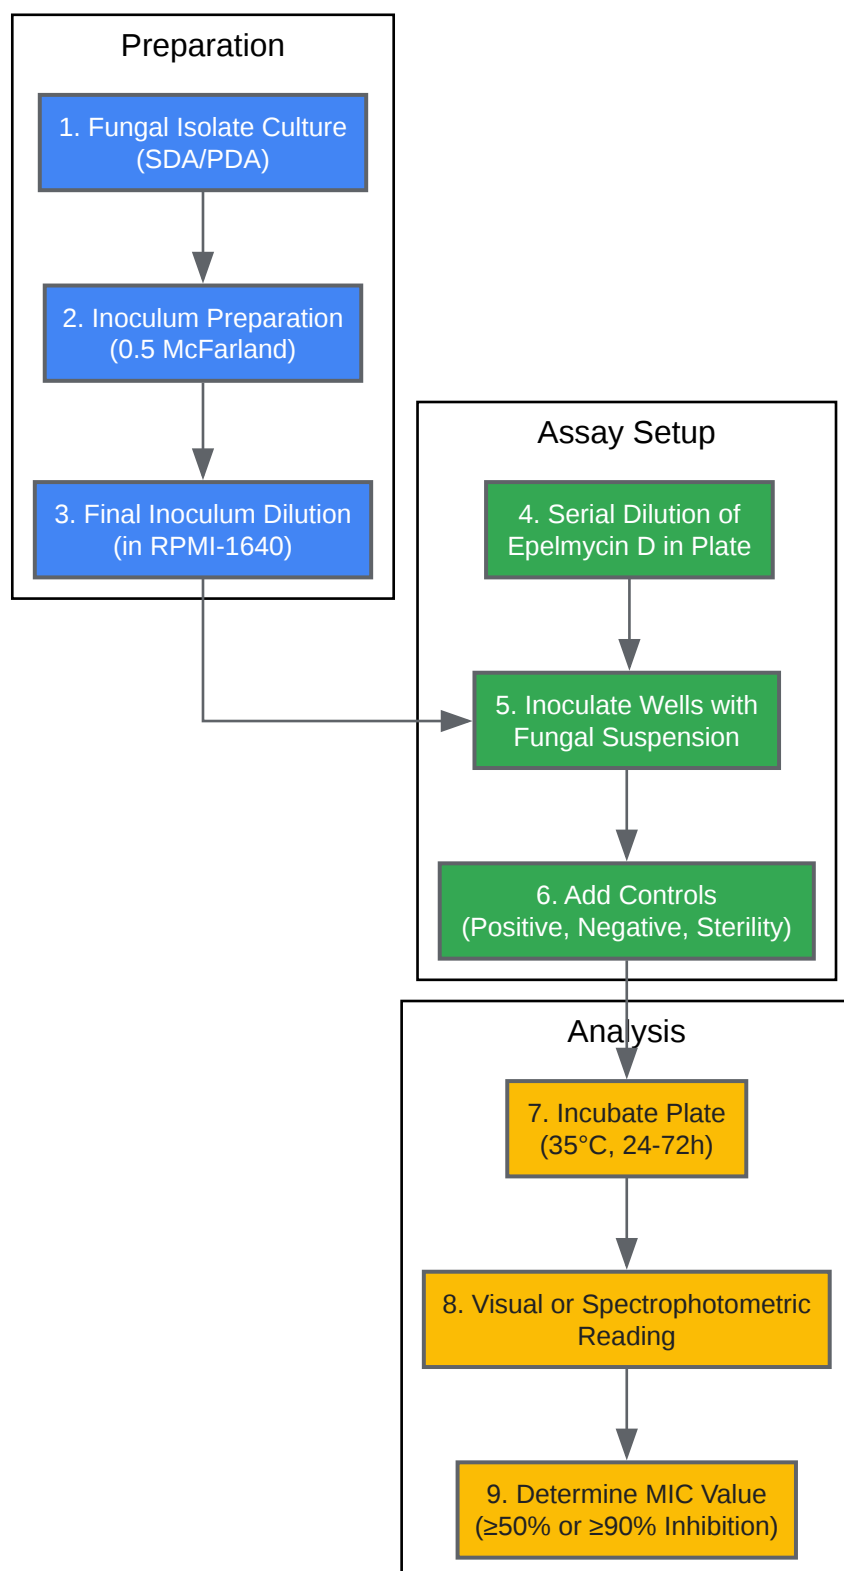 Preparation
1. Fungal Isolate Culture
(SDA/PDA)
2. Inoculum Preparation
(0.5 McFarland)
3. Final Inoculum Dilution
(in RPMI-1640)
Assay Setup
4. Serial Dilution of
Epelmycin D in Plate
5. Inoculate Wells with
Fungal Suspension
6. Add Controls
(Positive, Negative, Sterility)
Analysis
7. Incubate Plate
(35°C, 24-72h)
8. Visual or Spectrophotometric
Reading
9. Determine MIC Value
(≥50% or ≥90% Inhibition)